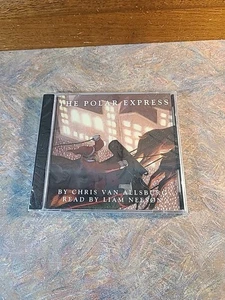 THE POLAR EXPRESS
BY CHRIS VAN ALLSBURG
READ BY LIAM NEESON